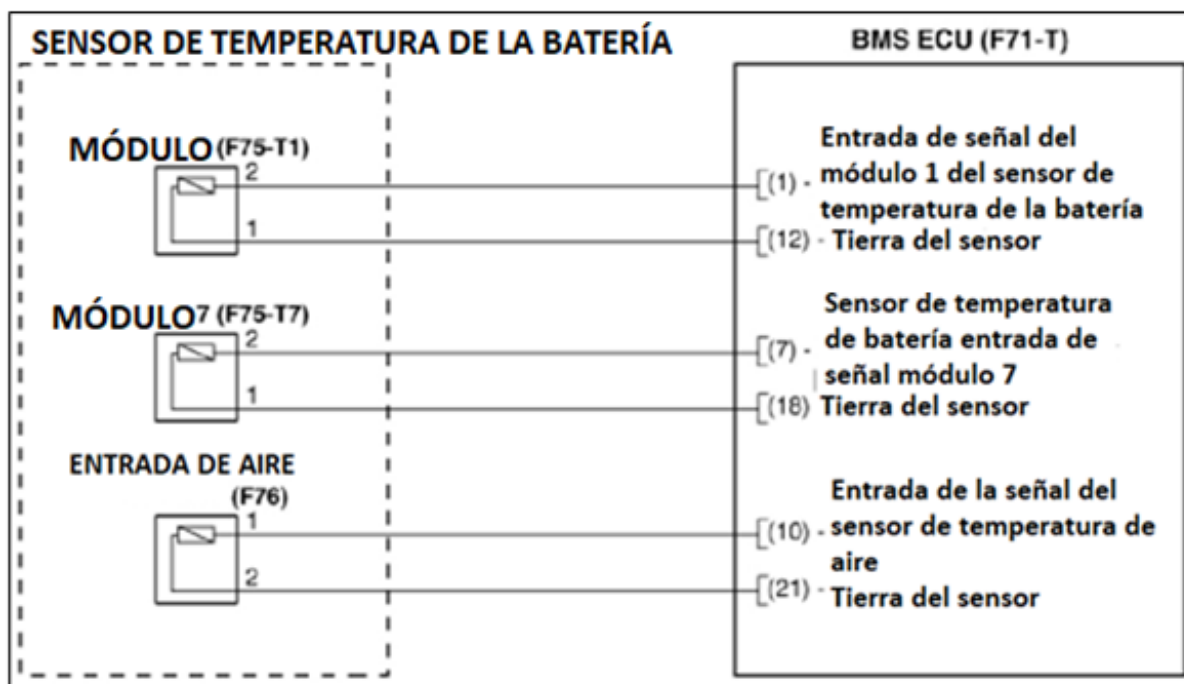 SENSOR DE TEMPERATURA DE LA BATERÍA
BMS ECU (F71-T)
MÓDULO (F75-T1)
2
1
(1) - Entrada de señal del
módulo 1 del sensor de
temperatura de la batería
(12) - Tierra del sensor
MÓDULO 7 (F75-T7)
2
1
Sensor de temperatura
(7) - de batería entrada de
señal módulo 7
(18) Tierra del sensor
ENTRADA DE AIRE
(F76)
1
2
Entrada de la señal del
(10) - sensor de temperatura de
aire
(21) - Tierra del sensor